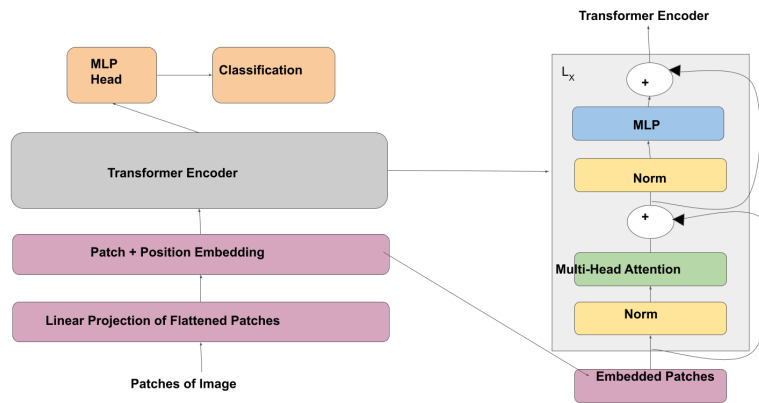 Transformer Encoder
MLP
Head
Classification
Transformer Encoder
Patch + Position Embedding
Linear Projection of Flattened Patches
Patches of Image
Lx
+
MLP
Norm
+
Multi-Head Attention
Norm
Embedded Patches